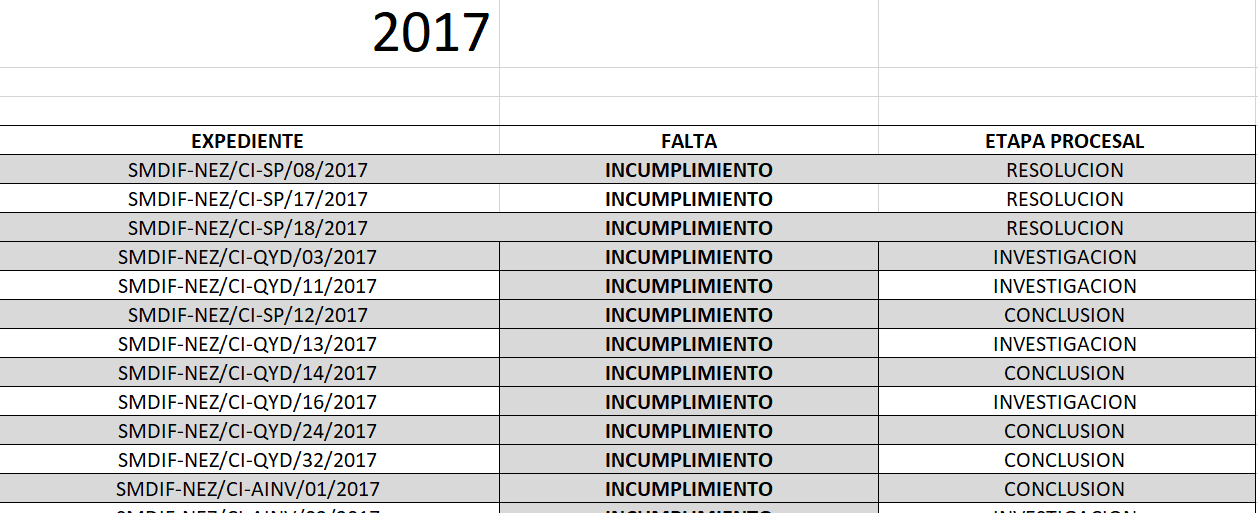 2017
EXPEDIENTE FALTA ETAPA PROCESAL
SMDIF-NEZ/CI-SP/08/2017 INCUMPLIMIENTO RESOLUCION
SMDIF-NEZ/CI-SP/17/2017 INCUMPLIMIENTO RESOLUCION
SMDIF-NEZ/CI-SP/18/2017 INCUMPLIMIENTO RESOLUCION
SMDIF-NEZ/CI-QYD/03/2017 INCUMPLIMIENTO INVESTIGACION
SMDIF-NEZ/CI-QYD/11/2017 INCUMPLIMIENTO INVESTIGACION
SMDIF-NEZ/CI-SP/12/2017 INCUMPLIMIENTO CONCLUSION
SMDIF-NEZ/CI-QYD/13/2017 INCUMPLIMIENTO INVESTIGACION
SMDIF-NEZ/CI-QYD/14/2017 INCUMPLIMIENTO CONCLUSION
SMDIF-NEZ/CI-QYD/16/2017 INCUMPLIMIENTO INVESTIGACION
SMDIF-NEZ/CI-QYD/24/2017 INCUMPLIMIENTO CONCLUSION
SMDIF-NEZ/CI-QYD/32/2017 INCUMPLIMIENTO CONCLUSION
SMDIF-NEZ/CI-AINV/01/2017 INCUMPLIMIENTO CONCLUSION